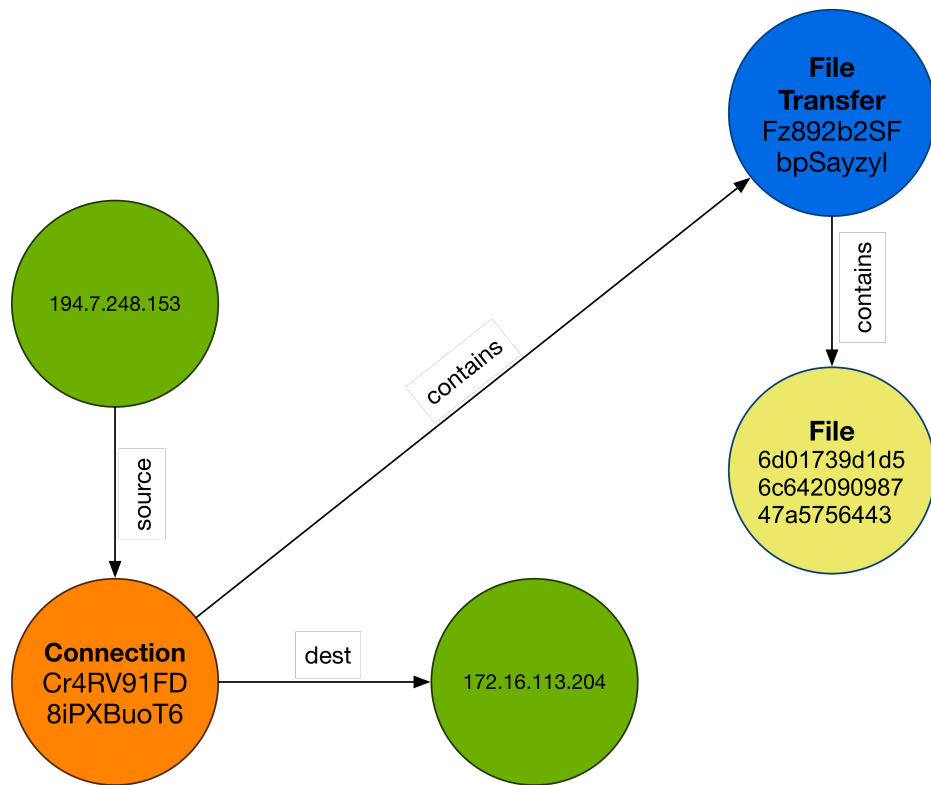 File
Transfer
Fz892b2SF
bpSayzyl
194.7.248.153
contains
contains
File
6d01739d1d5
6c642090987
47a5756443
source
Connection
Cr4RV91FD
8iPXBuoT6
dest
172.16.113.204